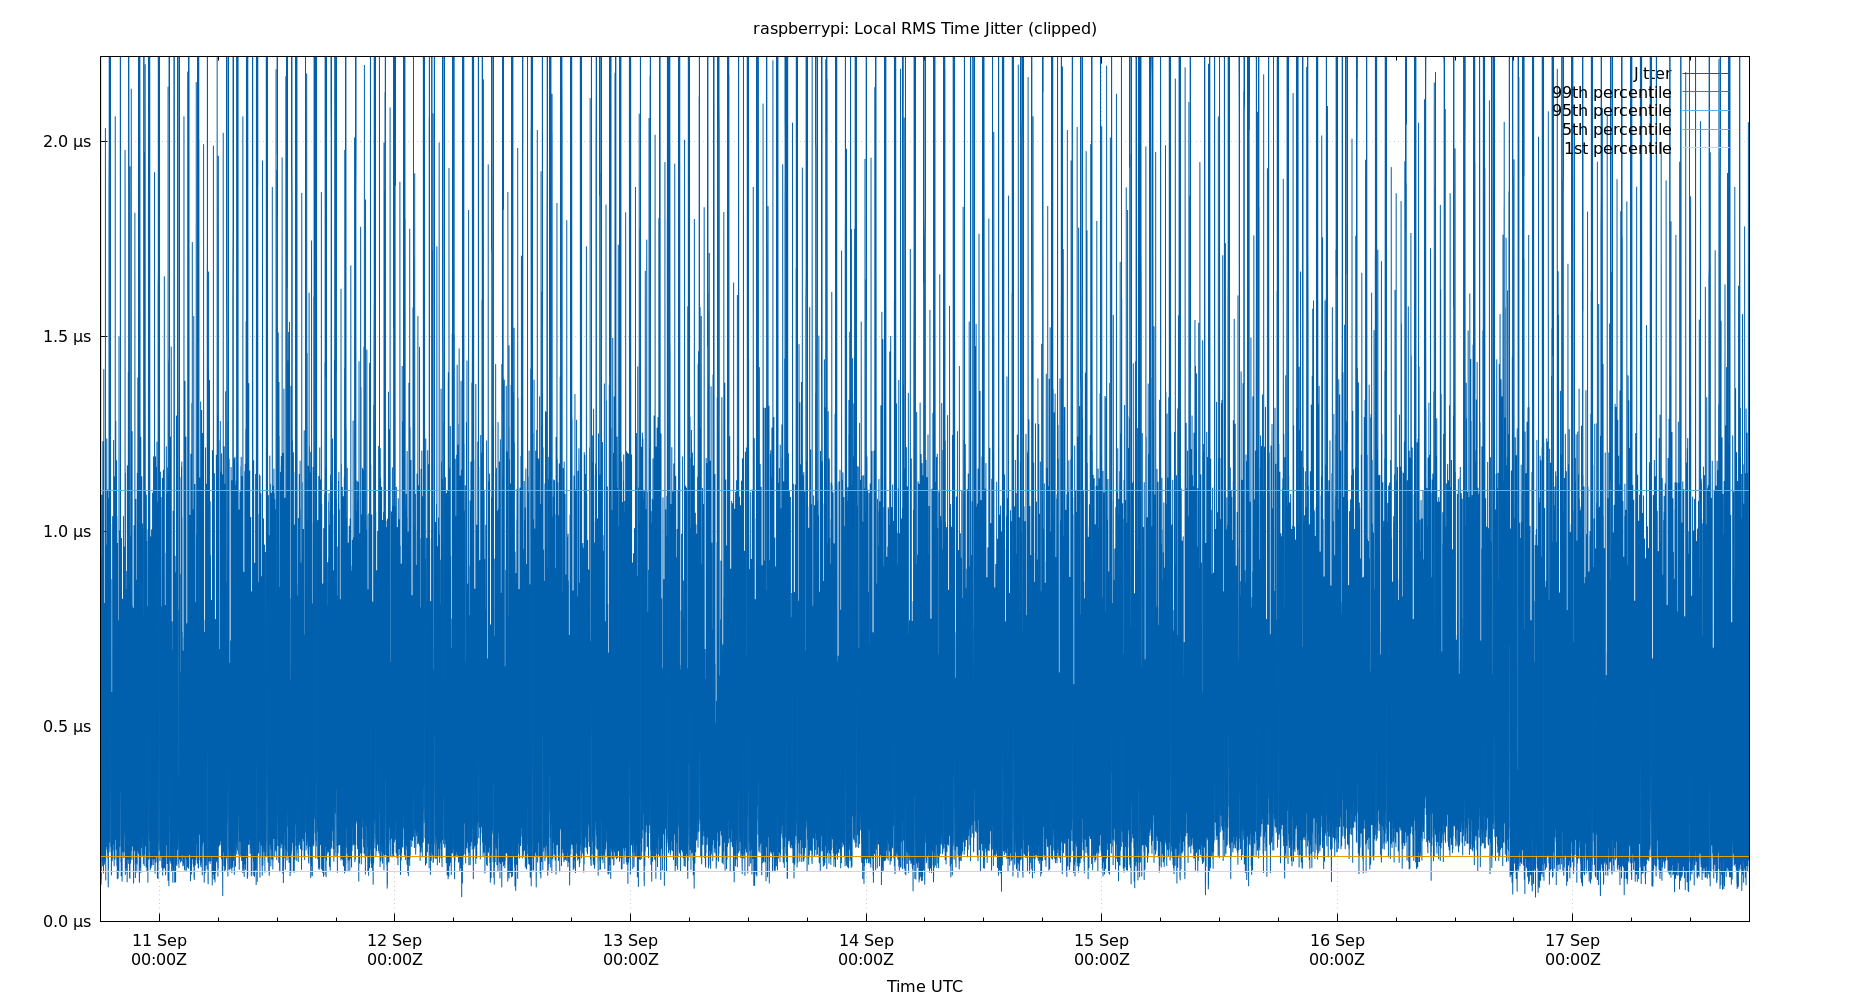 raspberrypi: Local RMS Time Jitter (clipped)
Jitter
99th percentile
95th percentile
5th percentile
1st percentile
2.0 µs
1.5 µs
1.0 µs
0.5 µs
0.0 µs
11 Sep
00:00Z
12 Sep
00:00Z
13 Sep
00:00Z
14 Sep
00:00Z
15 Sep
00:00Z
16 Sep
00:00Z
17 Sep
00:00Z
Time UTC